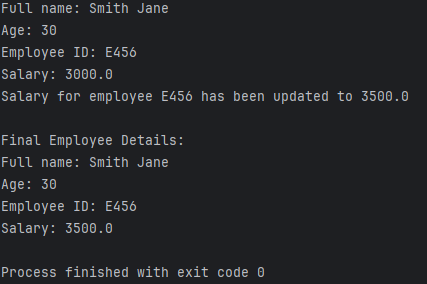 Full name: Smith Jane
Age: 30
Employee ID: E456
Salary: 3000.0
Salary for employee E456 has been updated to 3500.0
Final Employee Details:
Full name: Smith Jane
Age: 30
Employee ID: E456
Salary: 3500.0
Process finished with exit code 0